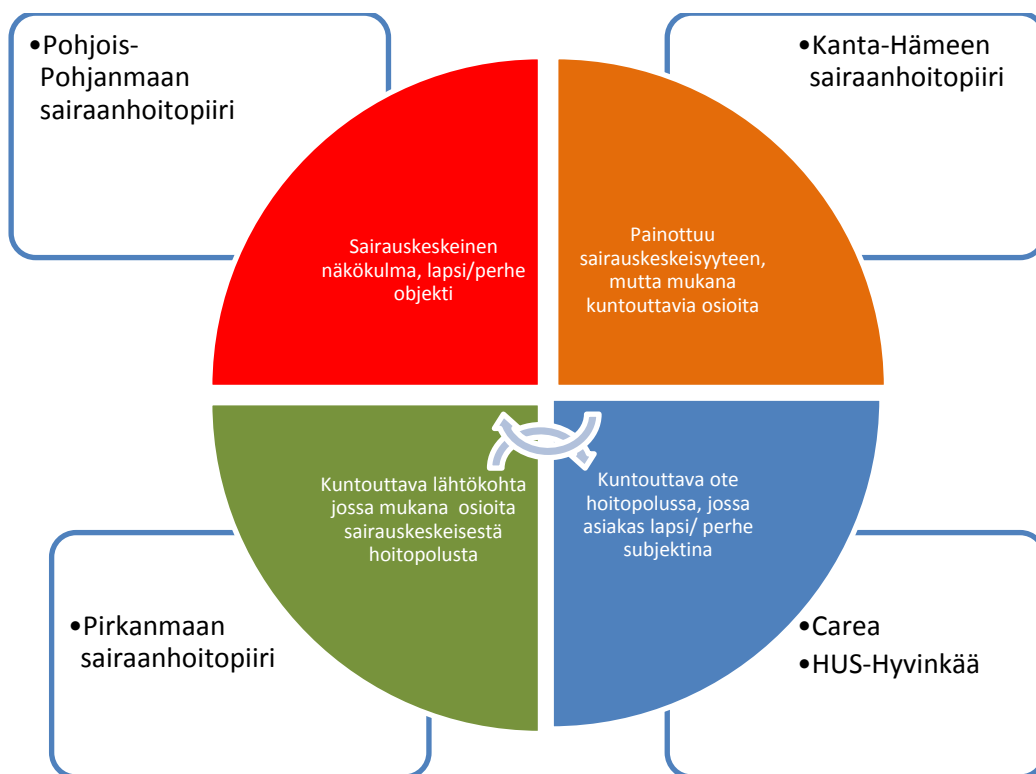 •Pohjois-
Pohjanmaan
sairaanhoitopiiri
•Kanta-Hämeen
sairaanhoitopiiri
Sairauskeskeinen
näkökulma, lapsi/perhe
objekti
Painottuu
sairauskeskeisyyteen,
mutta mukana
kuntouttavia osioita
Kuntouttava lähtökohta
jossa mukana osioita
sairauskeskeisestä
hoitopolusta
Kuntouttava ote
hoitopolussa, jossa
asiakas lapsi/ perhe
subjektina
•Pirkanmaan
sairaanhoitopiiri
•Carea
•HUS-Hyvinkää